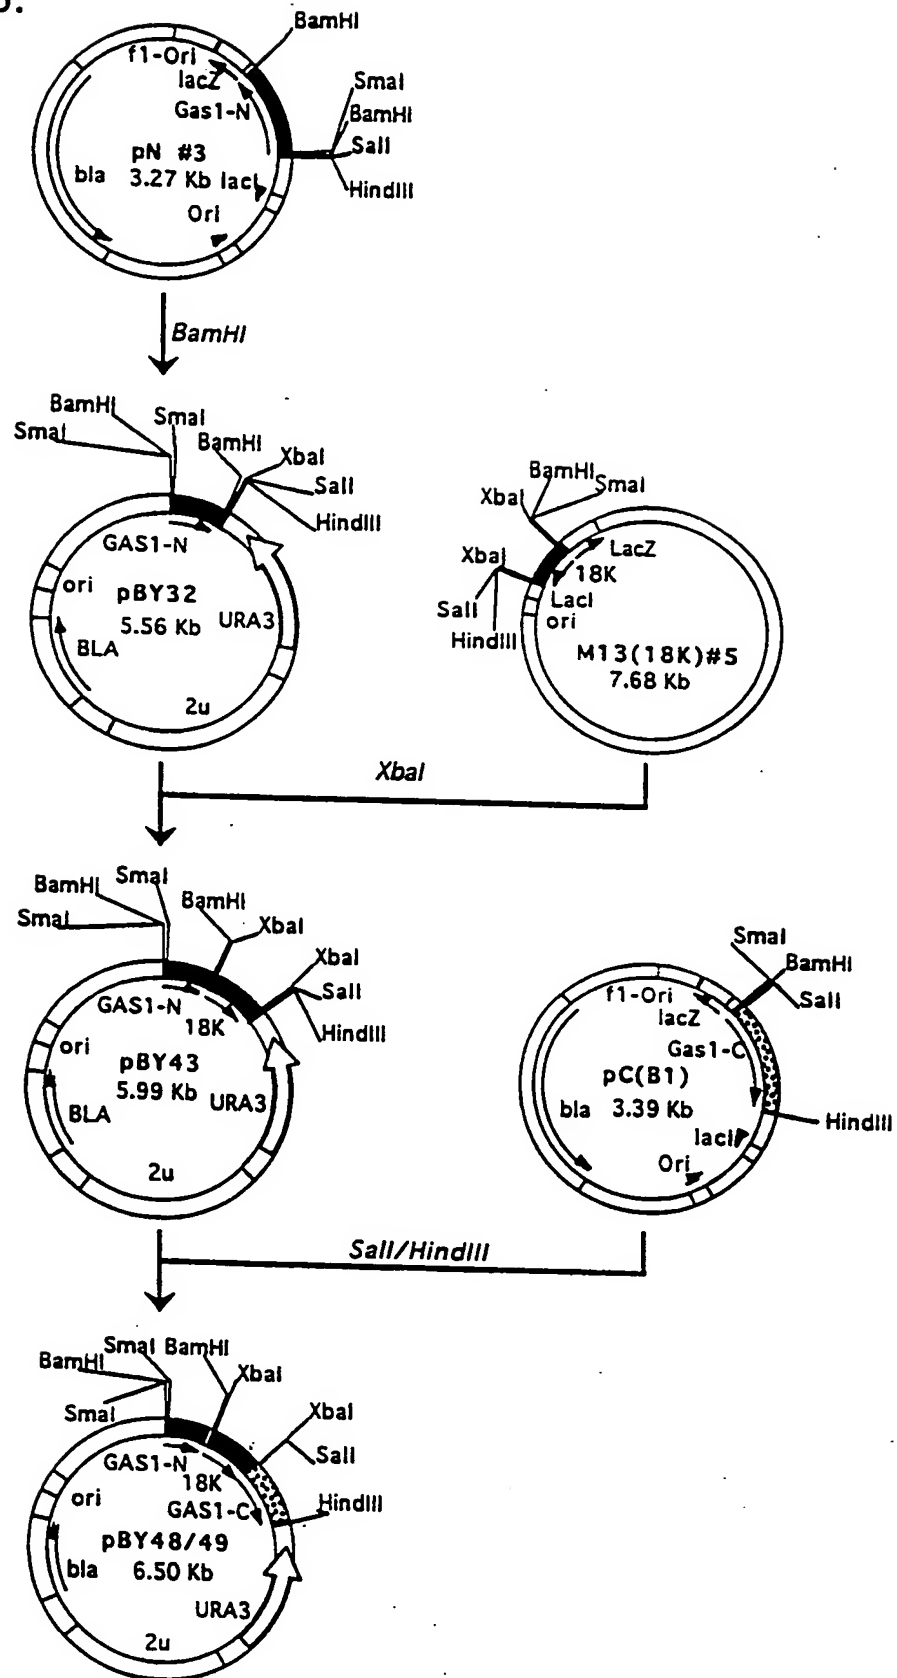 BamHI
f1-Ori
lacZ
Gas1-N
SmaI
BamHI
SalI
HindIII
pN #3
3.27 Kb
bla
lacI
Ori
BamHI
BamHI
SmaI
SmaI
BamHI
XbaI
SalI
HindIII
GAS1-N
ori
pBY32
5.56 Kb
URA3
BLA
2u
BamHI
SmaI
XbaI
XbaI
LacZ
18K
LacI
SalI
ori
HindIII
M13(18K)#5
7.68 Kb
XbaI
SmaI
BamHI
BamHI
SmaI
XbaI
XbaI
SalI
HindIII
GAS1-N
18K
ori
pBY43
5.99 Kb
URA3
BLA
2u
SmaI
BamHI
SalI
f1-Ori
lacZ
Gas1-C
pC(B1)
bla
3.39 Kb
HindIII
lacI
Ori
SalI/HindIII
SmaI
BamHI
BamHI
XbaI
SmaI
XbaI
SalI
HindIII
GAS1-N
18K
GAS1-C
ori
pBY48/49
6.50 Kb
bla
URA3
2u